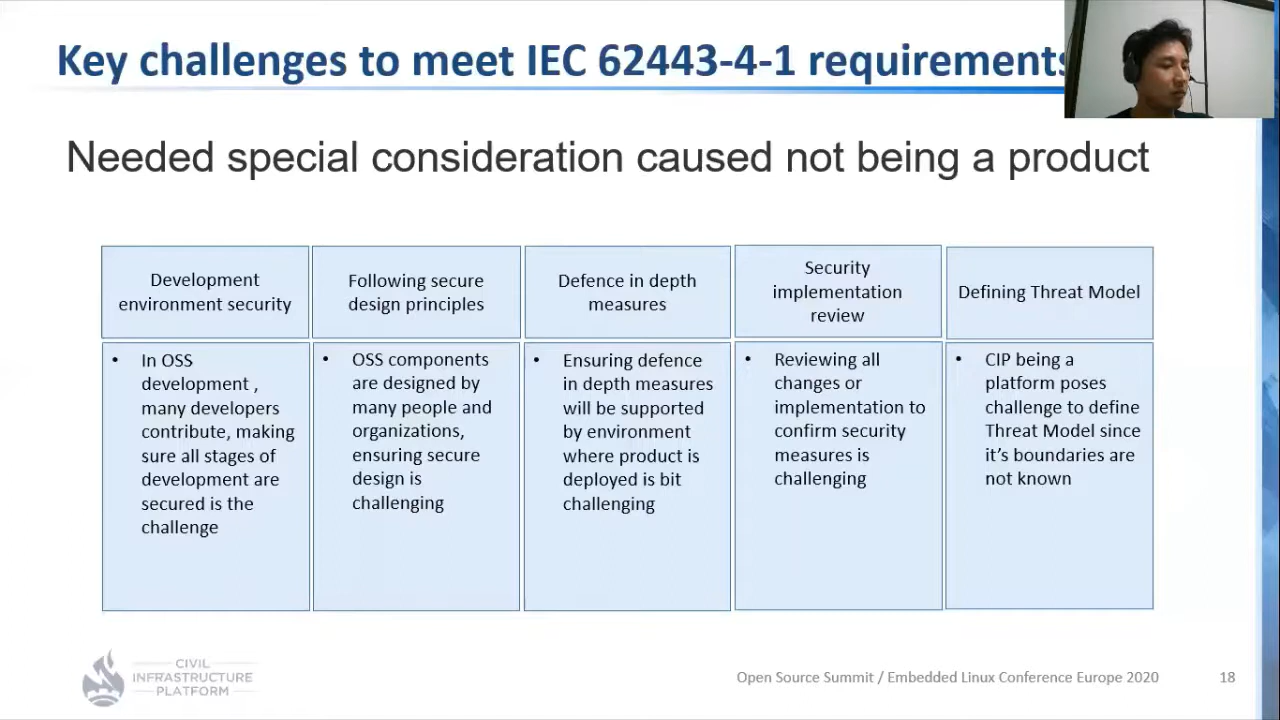 Key challenges to meet IEC 62443-4-1 requirements
Needed special consideration caused not being a product
Development
environment security
Following secure
design principles
Defence in depth
measures
Security
implementation
review
Defining Threat Model
• In OSS
development ,
many developers
contribute, making
sure all stages of
development are
secured is the
challenge
• OSS components
are designed by
many people and
organizations,
ensuring secure
design is
challenging
• Ensuring defence
in depth measures
will be supported
by environment
where product is
deployed is bit
challenging
• Reviewing all
changes or
implementation to
confirm security
measures is
challenging
• CIP being a
platform poses
challenge to define
Threat Model since
it’s boundaries are
not known
CIVIL
INFRASTRUCTURE
PLATFORM
Open Source Summit / Embedded Linux Conference Europe 2020
18